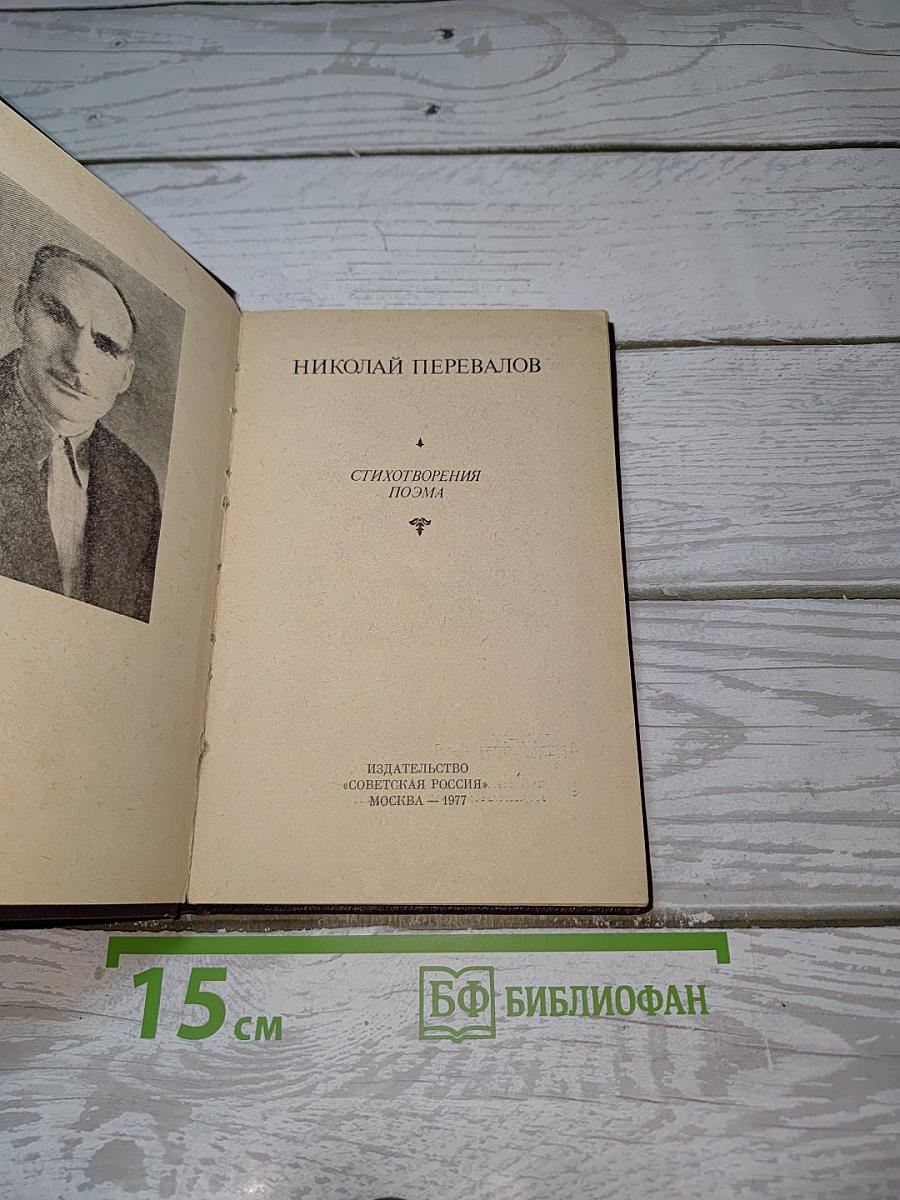 НИКОЛАЙ ПЕРЕВАЛОВ
СТИХОТВОРЕНИЯ
ПОЭМА
ИЗДАТЕЛЬСТВО
«СОВЕТСКАЯ РОССИЯ»
МОСКВА — 1977
15 см
БФ БИБЛИОФАН